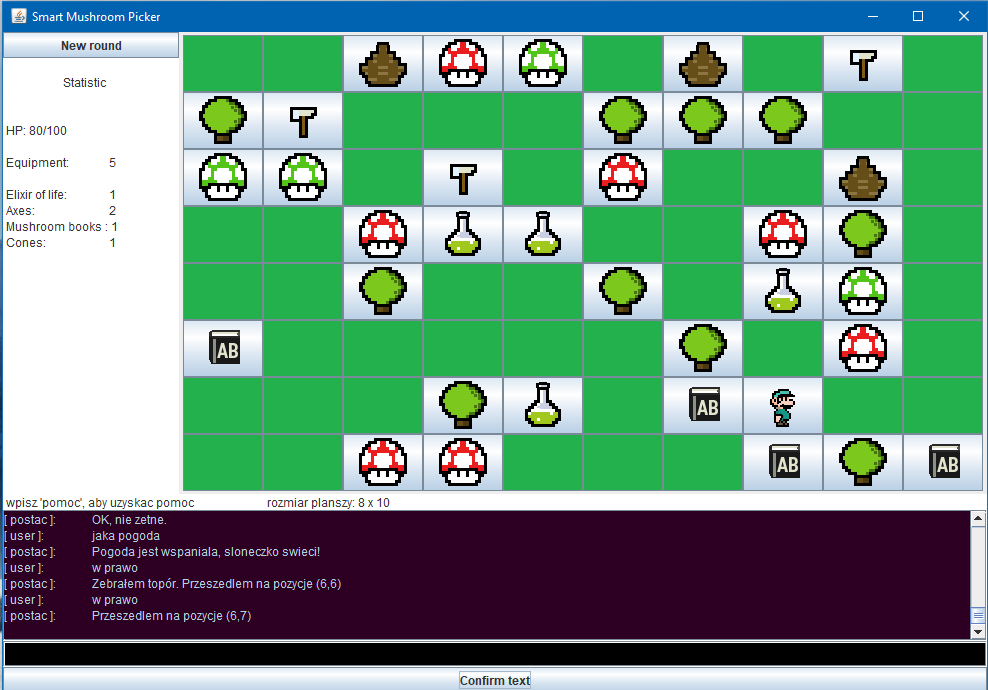 Smart Mushroom Picker
New round
Statistic
HP: 80/100
Equipment: 5
Elixir of life: 1
Axes: 2
Mushroom books : 1
Cones: 1
AB
AB
AB
AB
wpisz 'pomoc', aby uzyskac pomoc rozmiar planszy: 8 x 10
[ postac ]: OK, nie zetne.
[ user ]: jaka pogoda
[ postac ]: Pogoda jest wspaniala, sloneczko swieci!
[ user ]: w prawo
[ postac ]: Zebrałem topór. Przeszedlem na pozycje (6,6)
[ user ]: w prawo
[ postac ]: Przeszedlem na pozycje (6,7)
Confirm text